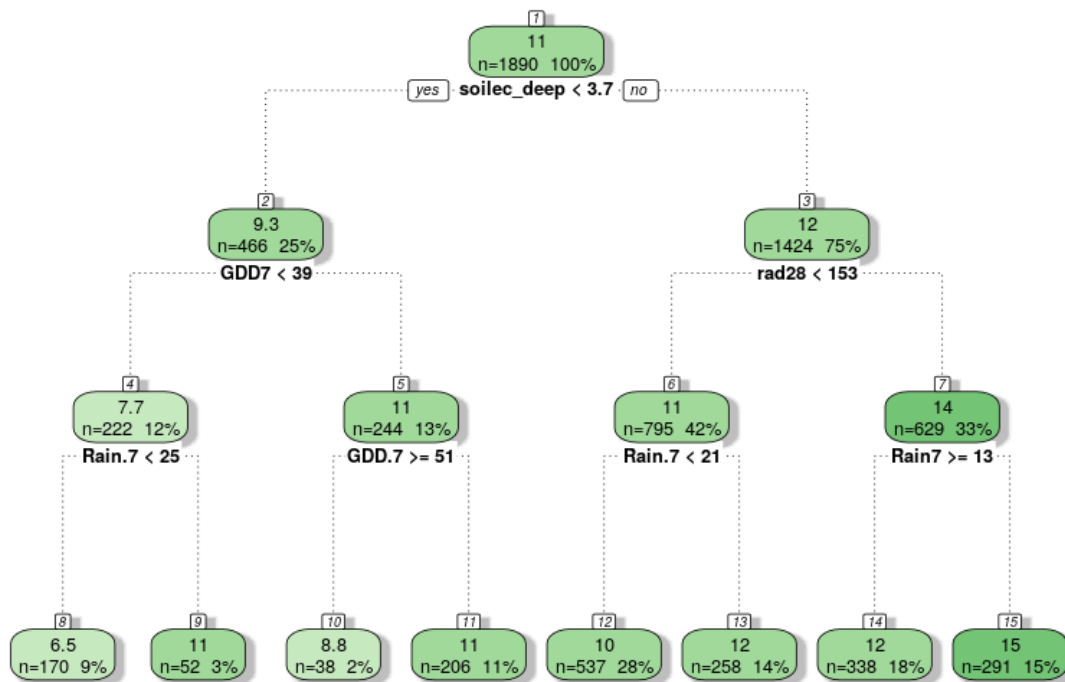 1
11
n=1890 100%
yes soilec_deep < 3.7 no
2 3
9.3 12
n=466 25% n=1424 75%
GDD7 < 39 rad28 < 153
4 5 6 7
7.7 11 11 14
n=222 12% n=244 13% n=795 42% n=629 33%
Rain.7 < 25 GDD.7 >= 51 Rain.7 < 21 Rain7 >= 13
8 9 10 11 12 13 14 15
6.5 11 8.8 11 10 12 12 15
n=170 9% n=52 3% n=38 2% n=206 11% n=537 28% n=258 14% n=338 18% n=291 15%